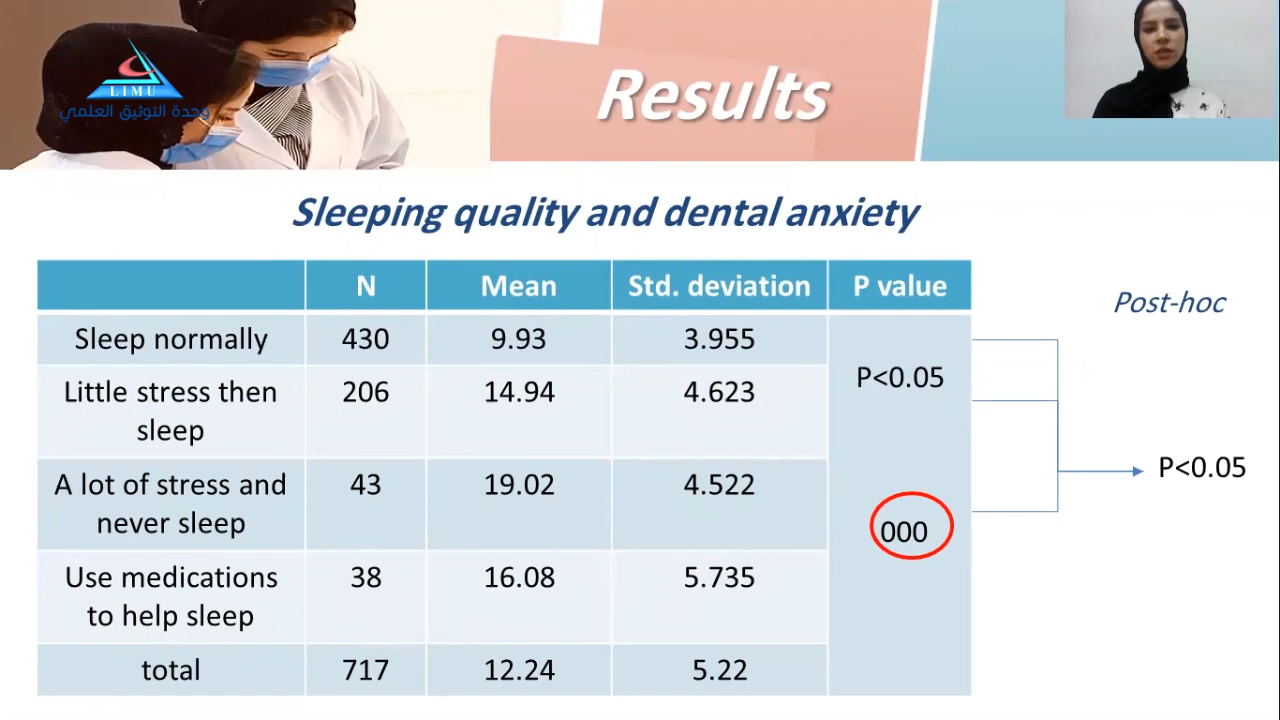 LIMU
وحدة التوثيق العلمي
Results
Sleeping quality and dental anxiety
N Mean Std. deviation P value
Post-hoc
Sleep normally 430 9.93 3.955
P<0.05
Little stress then 206 14.94 4.623
sleep
P<0.05
A lot of stress and 43 19.02 4.522
never sleep
000
Use medications 38 16.08 5.735
to help sleep
total 717 12.24 5.22